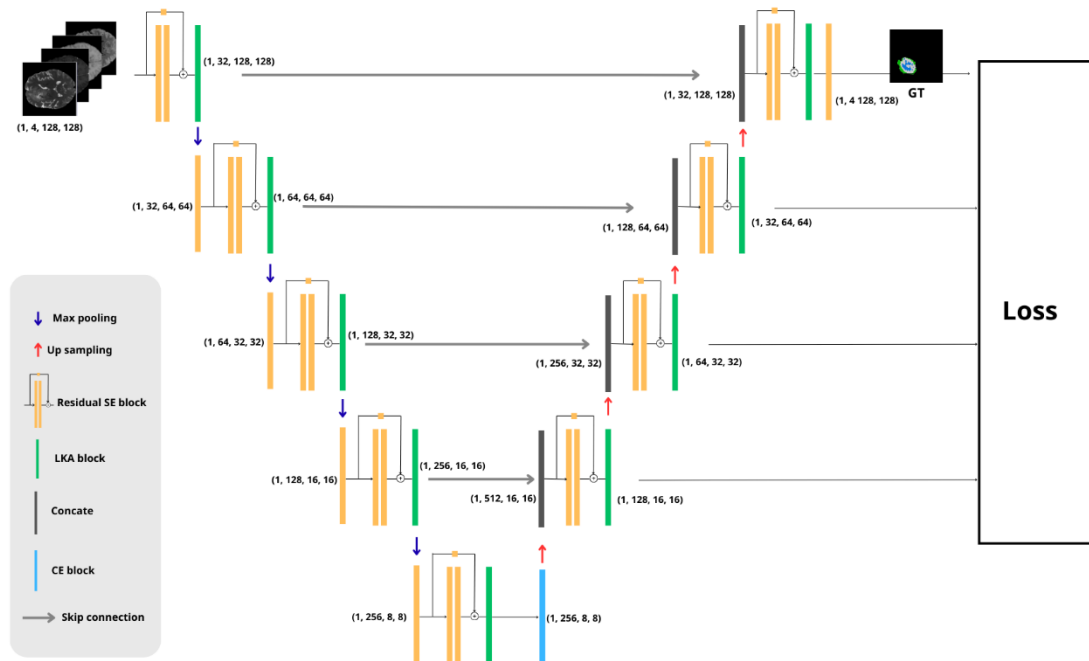 (1, 4, 128, 128)
(1, 32, 128, 128)
(1, 32, 128, 128)
(1, 4 128, 128)
GT
(1, 32, 64, 64)
(1, 64, 64, 64)
(1, 128, 64, 64)
(1, 32, 64, 64)
(1, 64, 32, 32)
(1, 128, 32, 32)
(1, 256, 32, 32)
(1, 64, 32, 32)
(1, 128, 16, 16)
(1, 256, 16, 16)
(1, 512, 16, 16)
(1, 128, 16, 16)
(1, 256, 8, 8)
(1, 256, 8, 8)
Loss
Max pooling
Up sampling
Residual SE block
LKA block
Concate
CE block
Skip connection